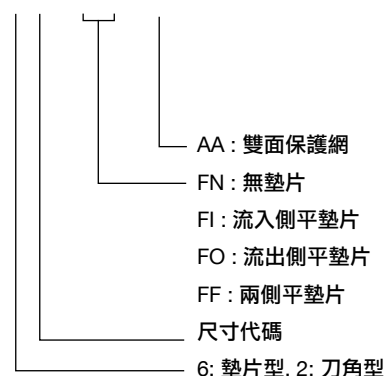 AA : 雙面保護網
FN : 無墊片
FI : 流入側平墊片
FO : 流出側平墊片
FF : 兩側平墊片
尺寸代碼
6: 墊片型, 2: 刀角型